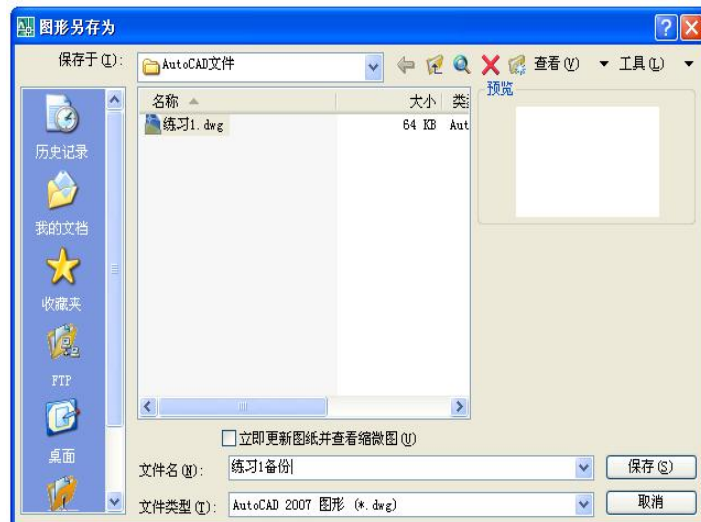 图形另存为
保存于(I): AutoCAD文件 查看(V) 工具(L)
名称 大小 类
预览
练习1.dwg 64 KB Aut
历史记录
我的文档
收藏夹
FTP
桌面
立即更新图纸并查看缩微图(U)
文件名(N): 练习1备份 保存(S)
文件类型(T): AutoCAD 2007 图形 (*.dwg) 取消